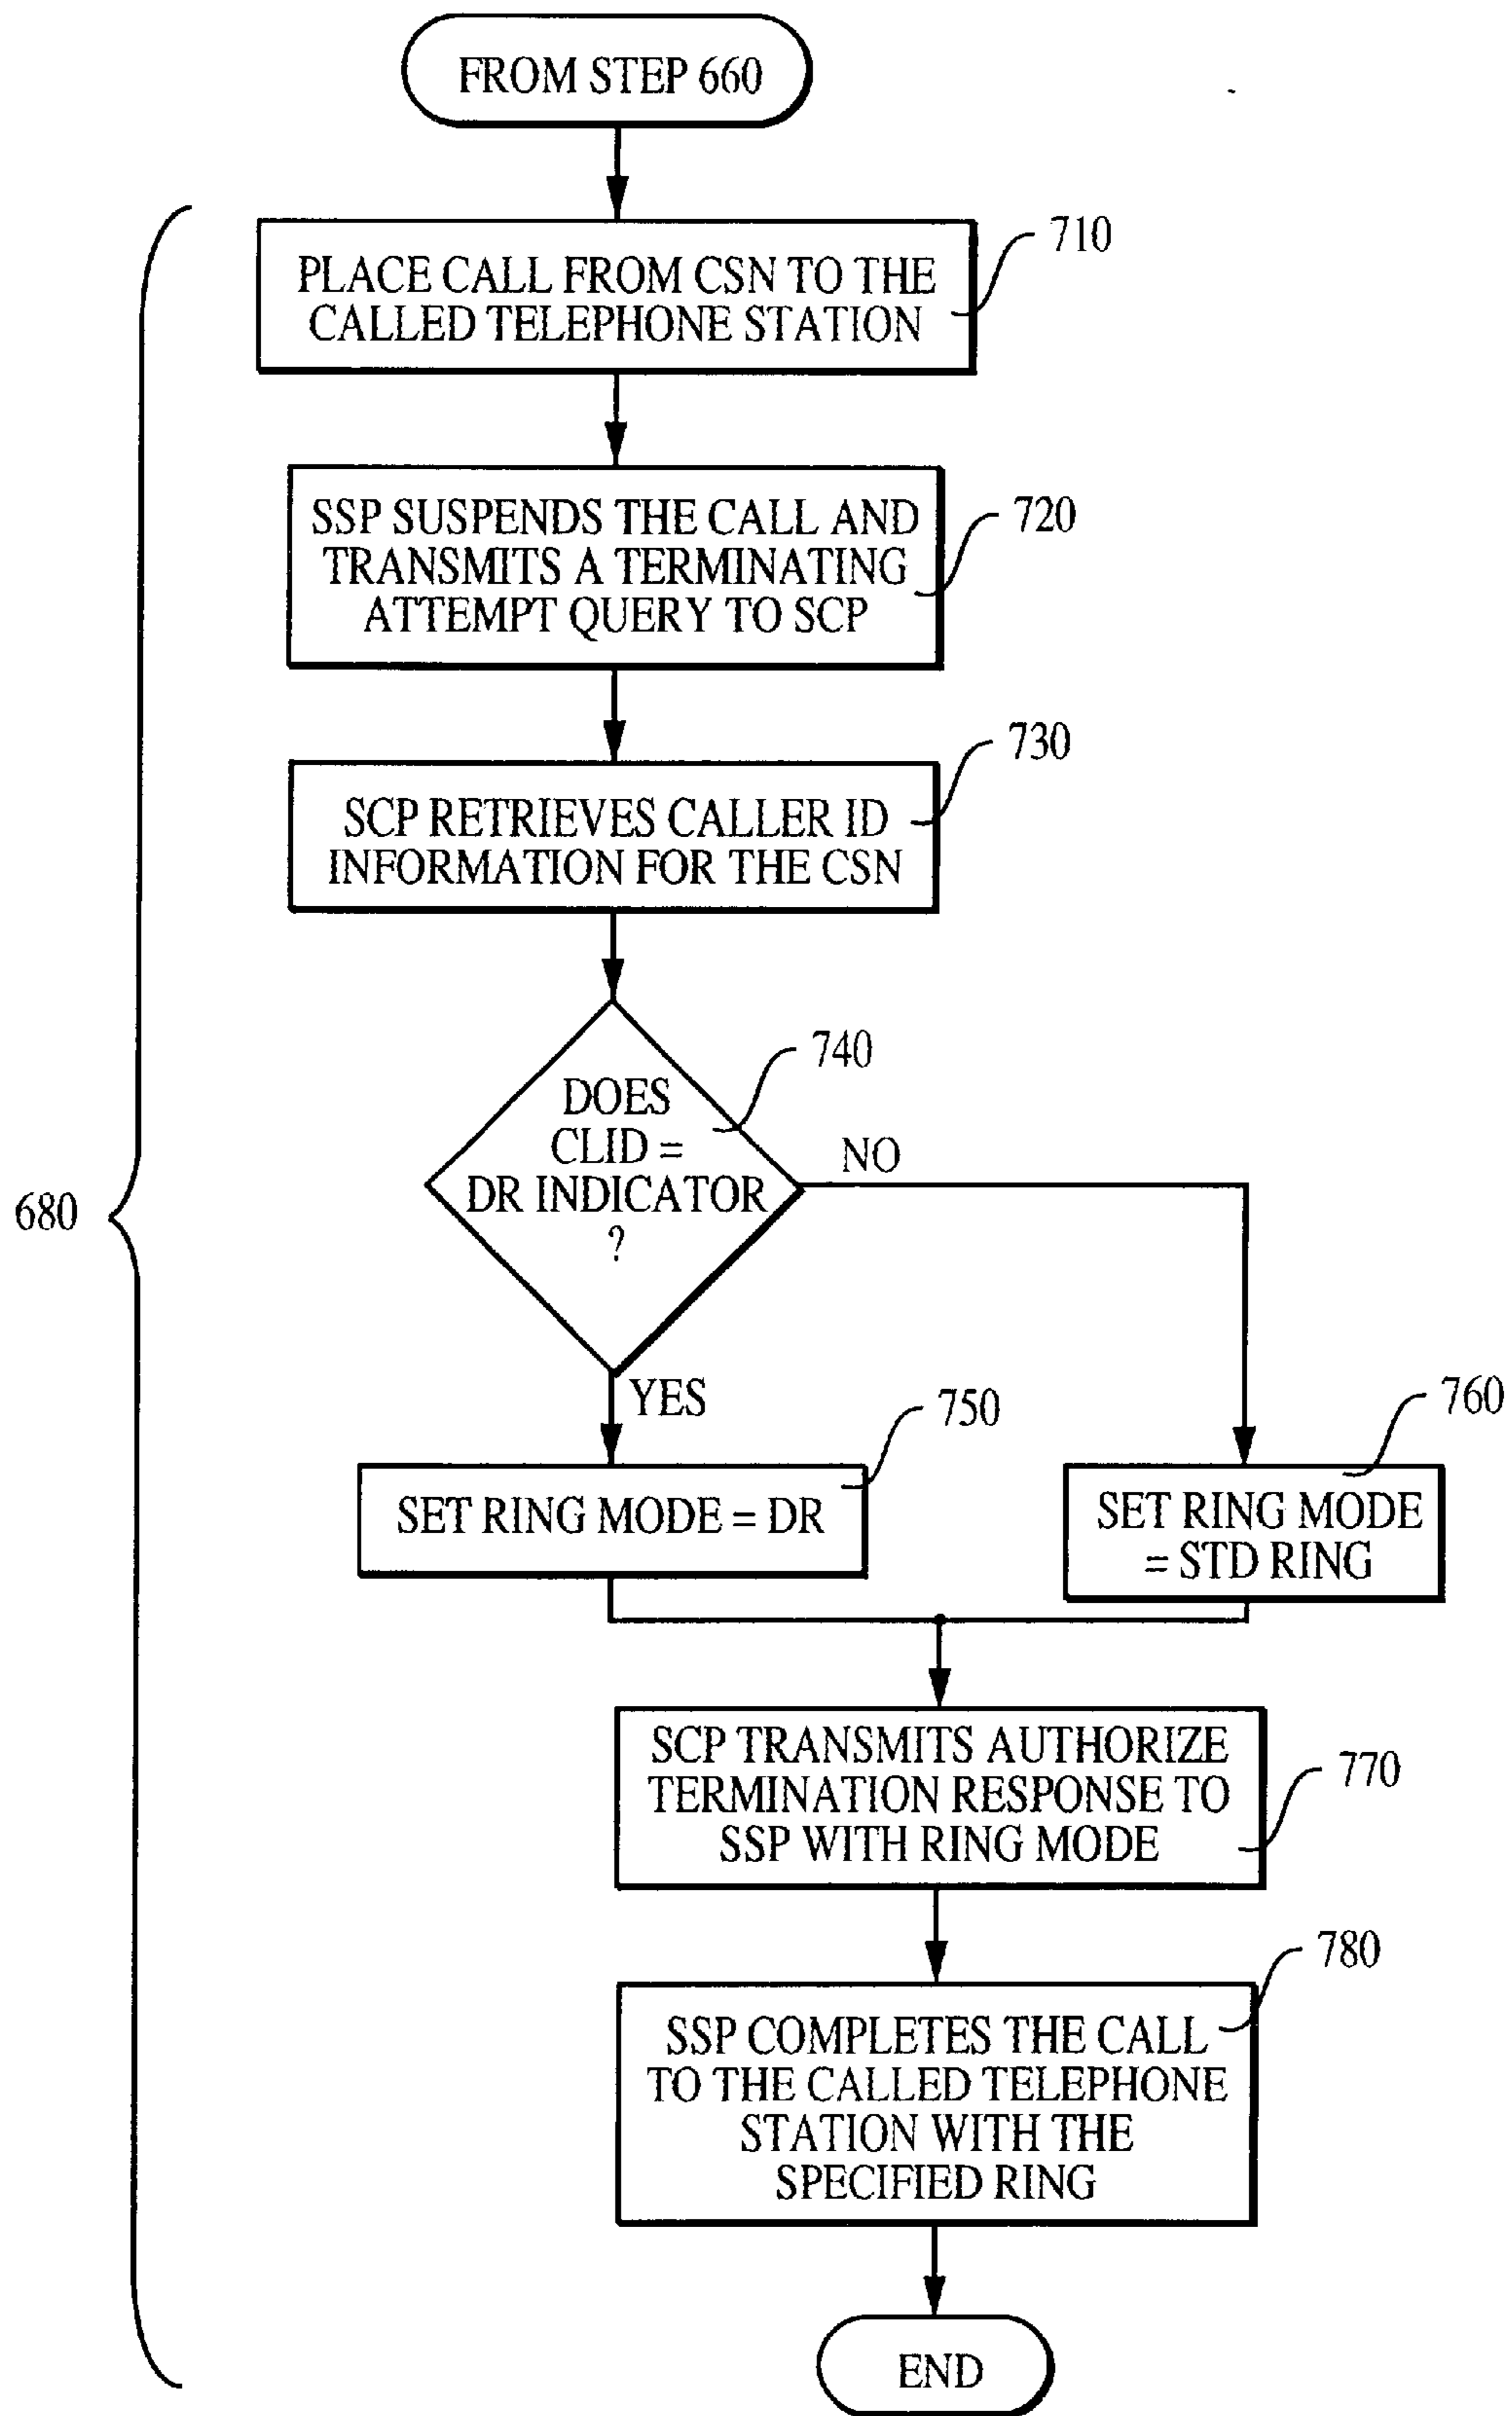 FROM STEP 660
710
PLACE CALL FROM CSN TO THE
CALLED TELEPHONE STATION
720
SSP SUSPENDS THE CALL AND
TRANSMITS A TERMINATING
ATTEMPT QUERY TO SCP
730
SCP RETRIEVES CALLER ID
INFORMATION FOR THE CSN
740
DOES
CLID =
DR INDICATOR
?
NO
680
YES
750
SET RING MODE = DR
760
SET RING MODE
= STD RING
SCP TRANSMITS AUTHORIZE
TERMINATION RESPONSE TO
SSP WITH RING MODE
770
780
SSP COMPLETES THE CALL
TO THE CALLED TELEPHONE
STATION WITH THE
SPECIFIED RING
END